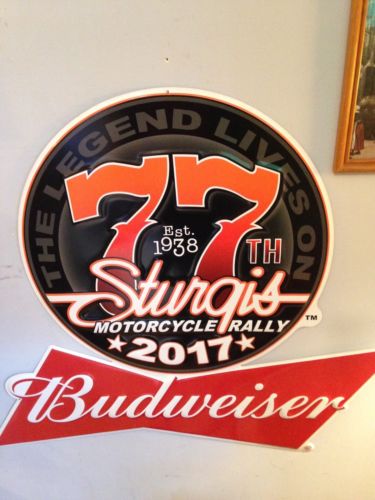 THE LEGEND LIVES ON
77TH
Est.
1938
Sturgis
TM
MOTORCYCLE RALLY
★2017★
Budweiser